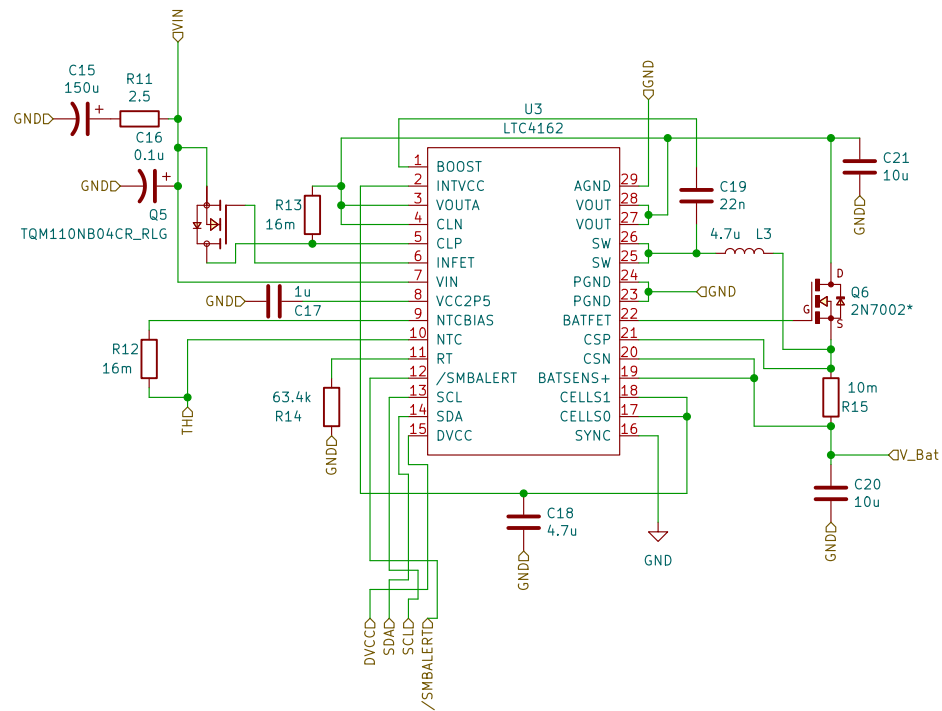 VIN
C15
150u
R11
2.5
GND
C16
0.1u
GND
Q5
TQM110NB04CR_RLG
R13
16m
GND
1u
C17
R12
16m
TH
63.4k
R14
GND
U3
LTC4162
1 BOOST
2 INTVCC
3 VOUTA
4 CLN
5 CLP
6 INFET
7 VIN
8 VCC2P5
9 NTCBIAS
10 NTC
11 RT
12 /SMBALERT
13 SCL
14 SDA
15 DVCC
AGND 29
VOUT 28
VOUT 27
SW 26
SW 25
PGND 24
PGND 23
BATFET 22
CSP 21
CSN 20
BATSENS+ 19
CELLS1 18
CELLS0 17
SYNC 16
GND
C19
22n
4.7u L3
GND
C21
10u
GND
D
G
S
Q6
2N7002*
10m
R15
V_Bat
C20
10u
GND
C18
4.7u
GND
GND
DVCC
SDA
SCL
/SMBALERT